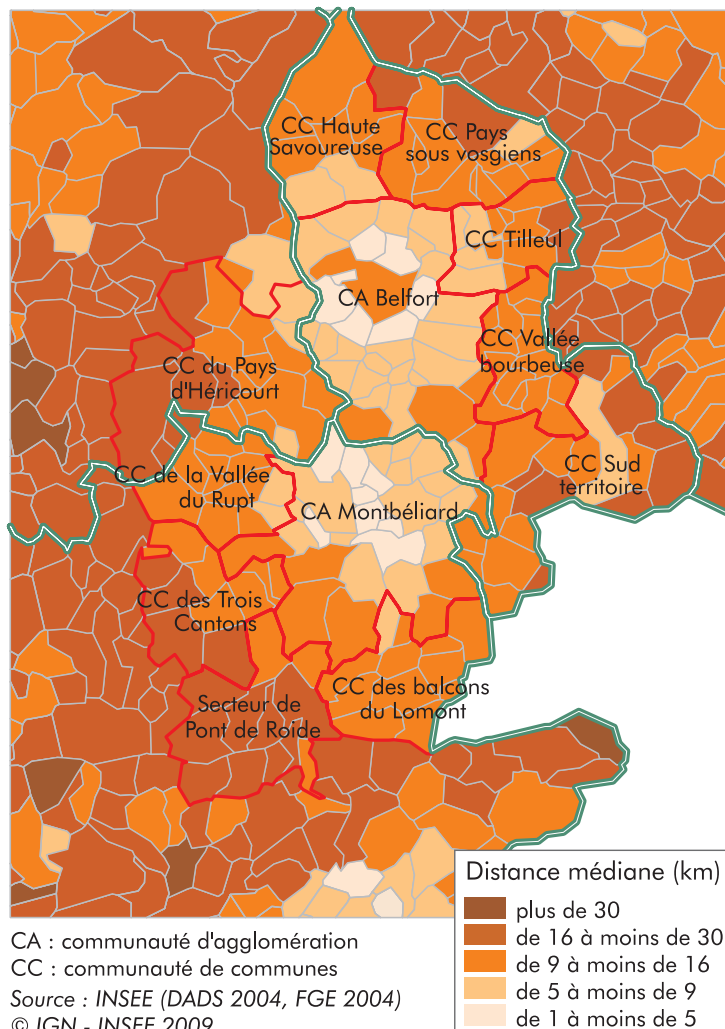 CC Haute
Savoureuse
CC Pays
sous vosgiens
CC Tilleul
CA Belfort
CC Vallée
bourbeuse
CC du Pays
d'Héricourt
CC Sud
territoire
CC de la Vallée
du Rupt
CA Montbéliard
CC des Trois
Cantons
CC des balcons
du Lomont
Secteur de
Pont de Roide
Distance médiane (km)
plus de 30
de 16 à moins de 30
de 9 à moins de 16
de 5 à moins de 9
de 1 à moins de 5
CA : communauté d'agglomération
CC : communauté de communes
Source : INSEE (DADS 2004, FGE 2004)
© IGN - INSEE 2009